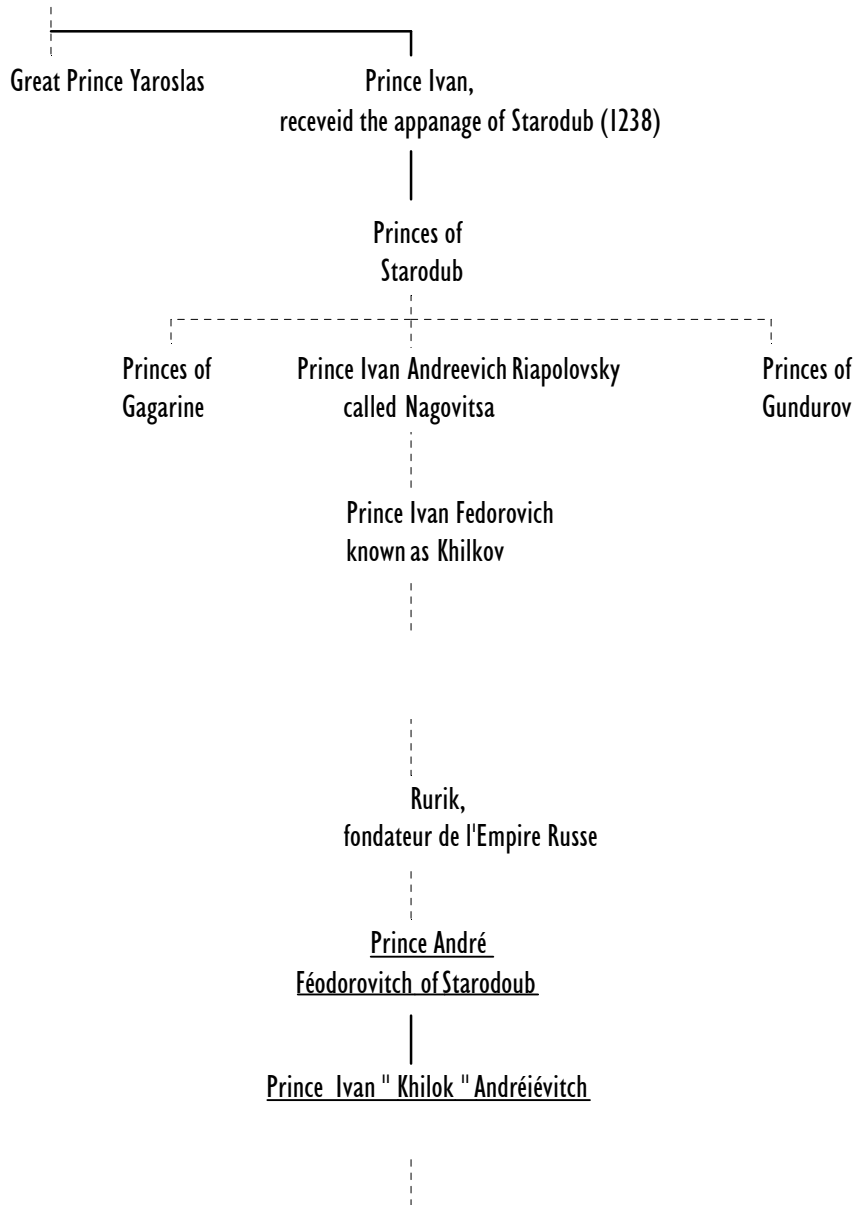 Great Prince Yaroslas
Prince Ivan,
receveid the appanage of Starodub (1238)
Princes of
Starodub
Princes of
Gagarine
Prince Ivan Andreevich Riapolovsky
called Nagovitsa
Princes of
Gundurov
Prince Ivan Fedorovich
known as Khilkov
Rurik,
fondateur de l'Empire Russe
Prince André
Féodorovitch of Starodoub
Prince Ivan " Khilok " Andréiévitch